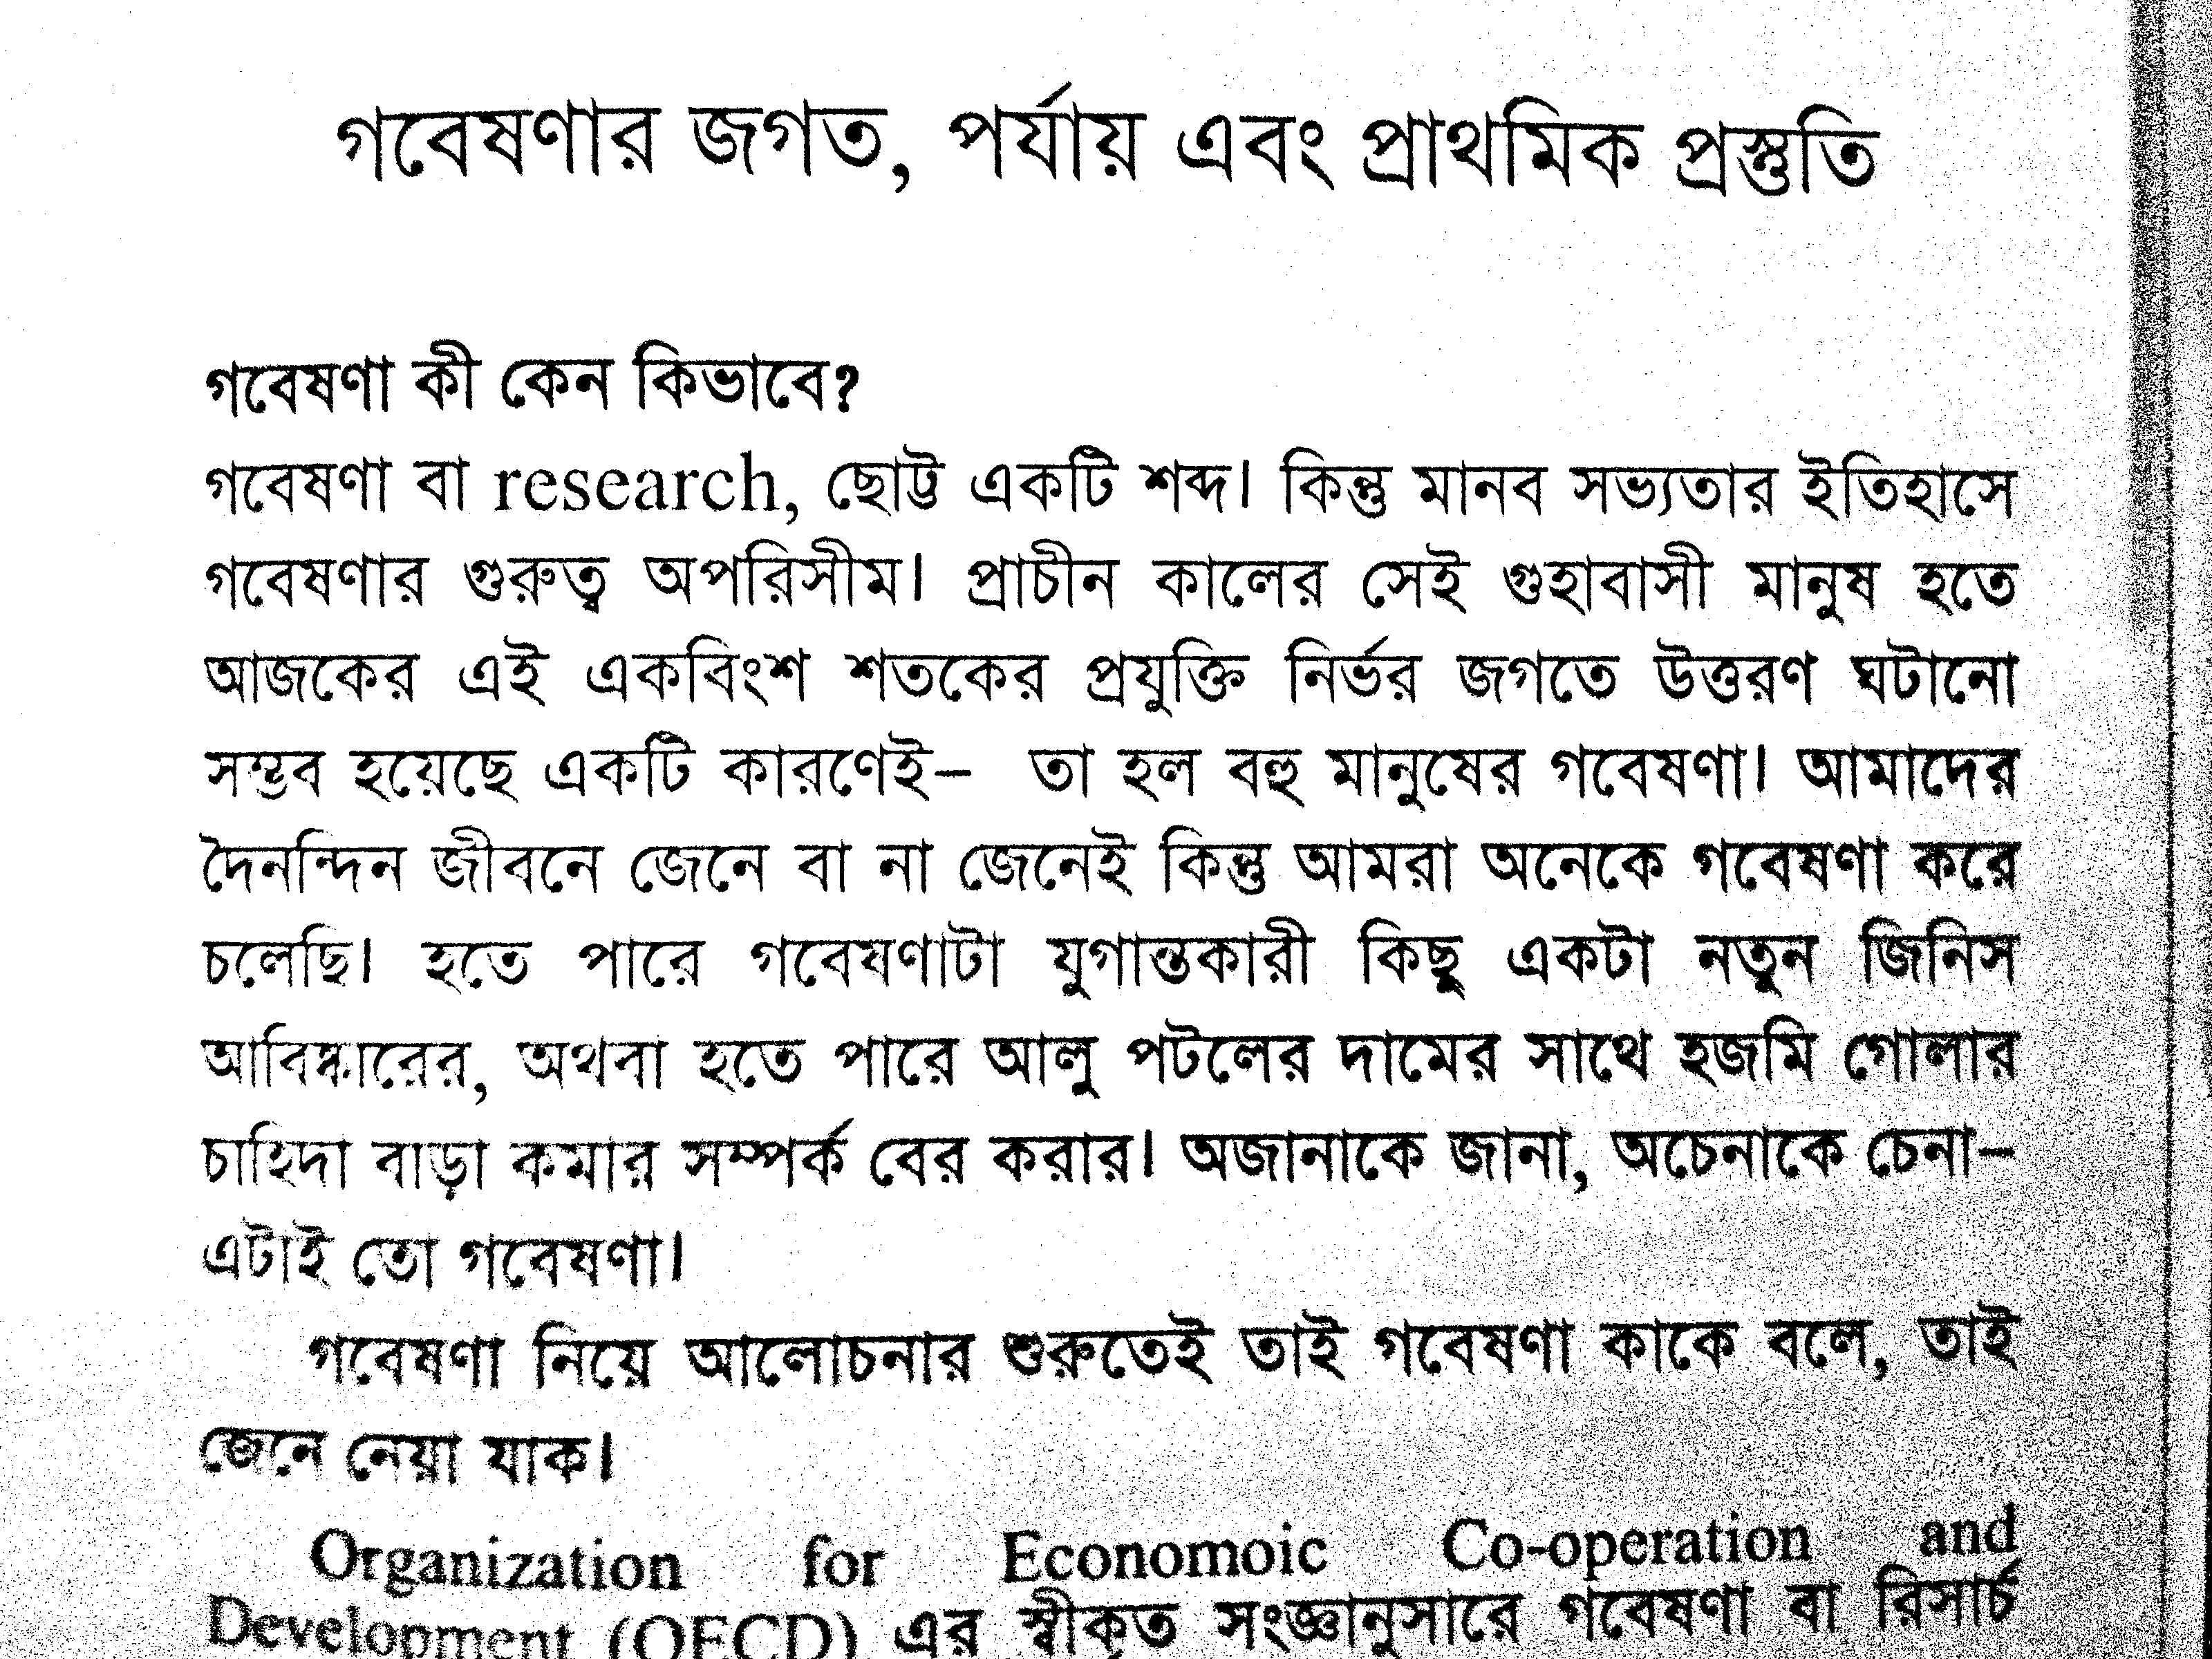 গবেষণার জগত, পর্যায় এবং প্রাথমিক প্রস্তুতি
গবেষণা কী কেন কিভাবে?
গবেষণা বা research, ছোট্ট একটি শব্দ। কিন্তু মানব সভ্যতার ইতিহাসে
গবেষণার গুরুত্ব অপরিসীম। প্রাচীন কালের সেই গুহাবাসী মানুষ হতে
আজকের এই একবিংশ শতকের প্রযুক্তি নির্ভর জগতে উত্তরণ ঘটানো
সম্ভব হয়েছে একটি কারণেই– তা হল বহু মানুষের গবেষণা। আমাদের
দৈনন্দিন জীবনে জেনে বা না জেনেই কিন্তু আমরা অনেকে গবেষণা করে
চলেছি। হতে পারে গবেষণাটা যুগান্তকারী কিছু একটা নতুন জিনিস
আবিষ্কারের, অথবা হতে পারে আলু পটলের দামের সাথে হজমি গোলার
চাহিদা বাড়া কমার সম্পর্ক বের করার। অজানাকে জানা, অচেনাকে চেনা–
এটাই তো গবেষণা।
গবেষণা নিয়ে আলোচনার শুরুতেই তাই গবেষণা কাকে বলে, তাই
জেনে নেয়া যাক।
Organization for Economoic Co-operation and
Development (OECD) এর স্বীকৃত সংজ্ঞানুসারে গবেষণা বা রিসার্চ